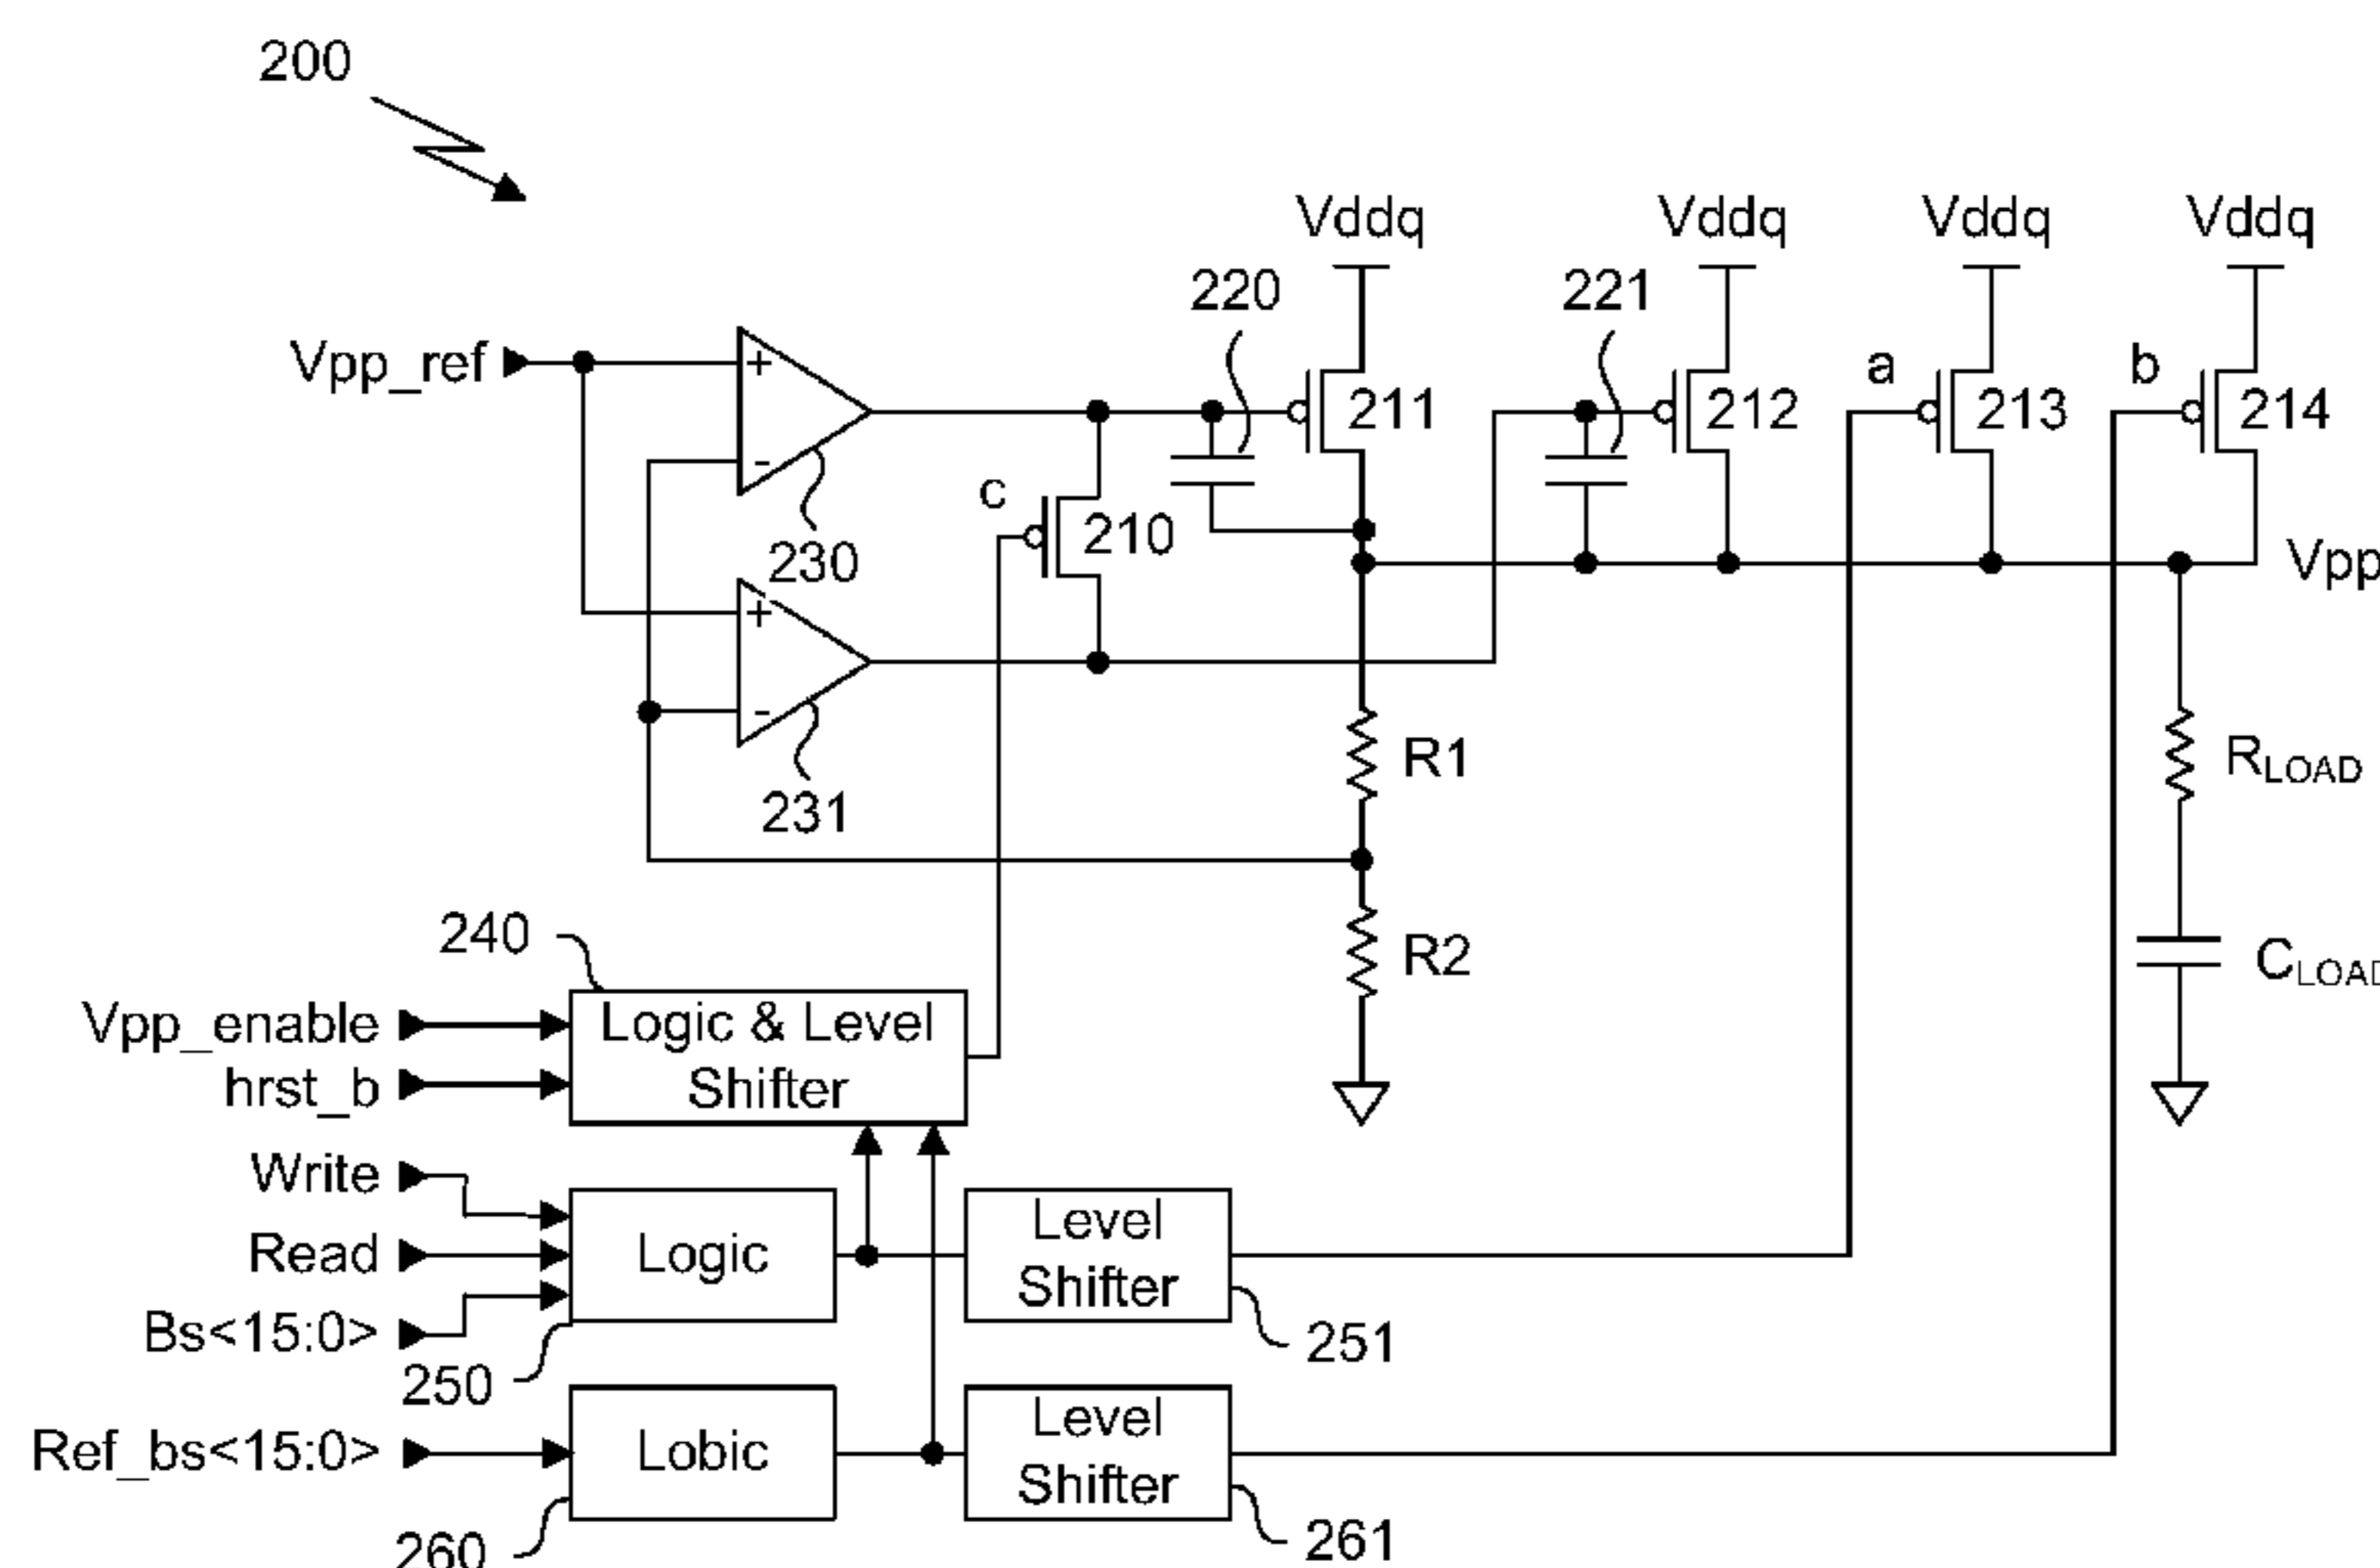 200
Vddq
Vddq
Vddq
Vddq
220
221
Vpp_ref
+
-
230
211
212
a
213
b
214
c
210
Vpp
+
-
231
R1
R2
RLOAD
CLOAD
240
Vpp_enable
hrst_b
Logic & Level
Shifter
Write
Read
Bs<15:0>
Logic
250
Level
Shifter
251
Ref_bs<15:0>
Lobic
260
Level
Shifter
261